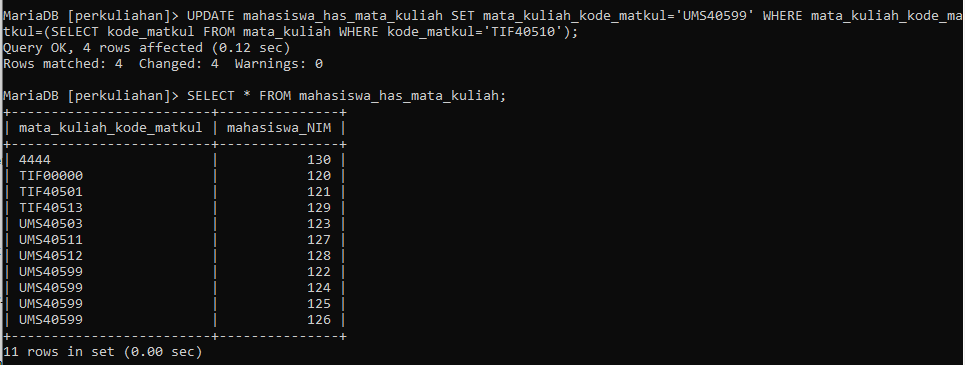 MariaDB [perkuliahan]> UPDATE mahasiswa_has_mata_kuliah SET mata_kuliah_kode_matkul='UMS40599' WHERE mata_kuliah_kode_ma
tkul=(SELECT kode_matkul FROM mata_kuliah WHERE kode_matkul='TIF40510');
Query OK, 4 rows affected (0.12 sec)
Rows matched: 4  Changed: 4  Warnings: 0

MariaDB [perkuliahan]> SELECT * FROM mahasiswa_has_mata_kuliah;
+-------------------------+---------------+
| mata_kuliah_kode_matkul | mahasiswa_NIM |
+-------------------------+---------------+
| 4444                    |           130 |
| TIF00000                |           120 |
| TIF40501                |           121 |
| TIF40513                |           129 |
| UMS40503                |           123 |
| UMS40511                |           127 |
| UMS40512                |           128 |
| UMS40599                |           122 |
| UMS40599                |           124 |
| UMS40599                |           125 |
| UMS40599                |           126 |
+-------------------------+---------------+
11 rows in set (0.00 sec)